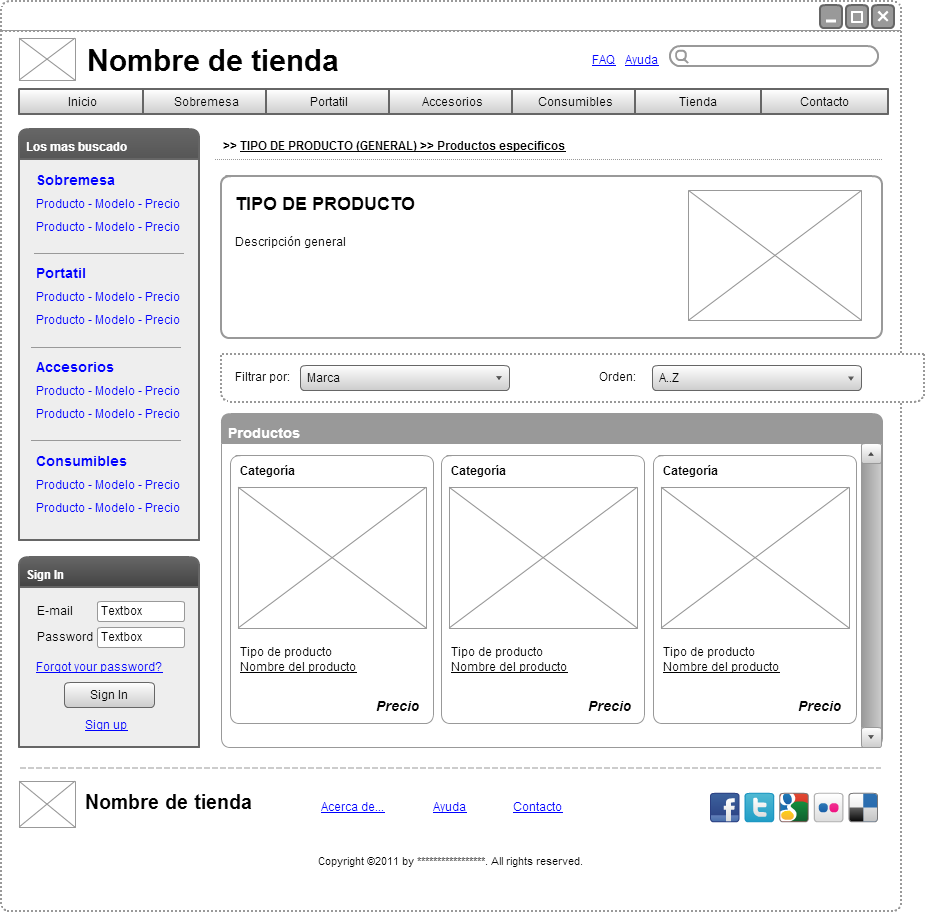 Nombre de tienda
FAQ Ayuda
Inicio Sobremesa Portatil Accesorios Consumibles Tienda Contacto
Los mas buscado
Sobremesa
Producto - Modelo - Precio
Producto - Modelo - Precio
Portatil
Producto - Modelo - Precio
Producto - Modelo - Precio
Accesorios
Producto - Modelo - Precio
Producto - Modelo - Precio
Consumibles
Producto - Modelo - Precio
Producto - Modelo - Precio
Sign In
E-mail Textbox
Password Textbox
Forgot your password?
Sign In
Sign up
>> TIPO DE PRODUCTO (GENERAL) >> Productos especificos
TIPO DE PRODUCTO
Descripción general
Filtrar por: Marca Orden: A..Z
Productos
Categoria
Tipo de producto
Nombre del producto
Precio
Categoria
Tipo de producto
Nombre del producto
Precio
Categoria
Tipo de producto
Nombre del producto
Precio
Nombre de tienda
Acerca de... Ayuda Contacto
Copyright ©2011 by *****************. All rights reserved.